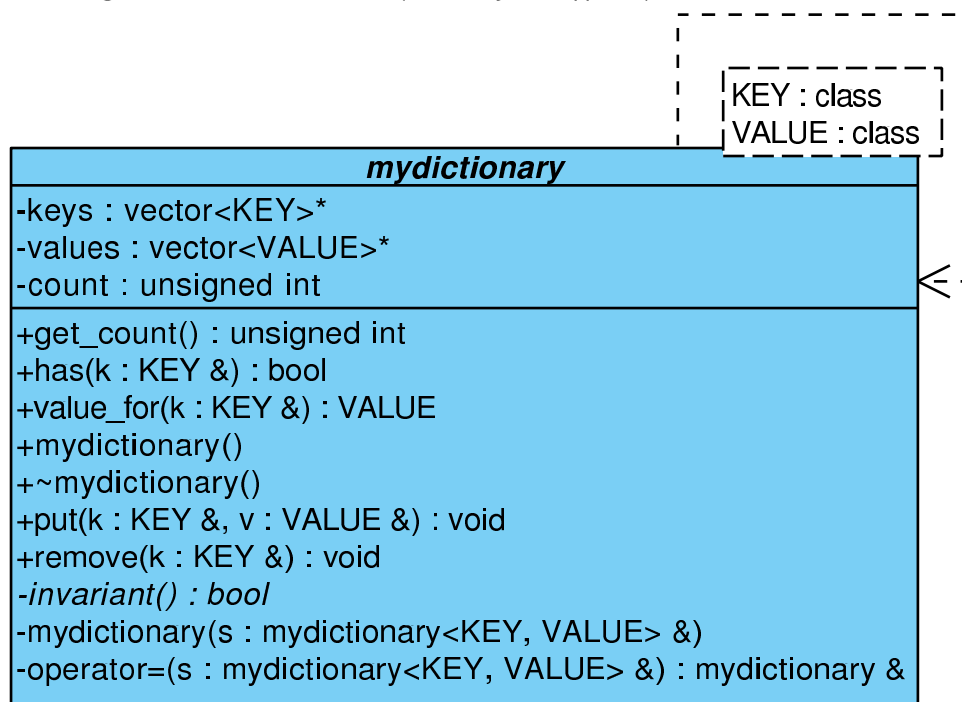 KEY : class
VALUE : class
mydictionary
-keys : vector<KEY>*
-values : vector<VALUE>*
-count : unsigned int
+get_count() : unsigned int
+has(k : KEY &) : bool
+value_for(k : KEY &) : VALUE
+mydictionary()
+~mydictionary()
+put(k : KEY &, v : VALUE &) : void
+remove(k : KEY &) : void
-invariant() : bool
-mydictionary(s : mydictionary<KEY, VALUE> &)
-operator=(s : mydictionary<KEY, VALUE> &) : mydictionary &